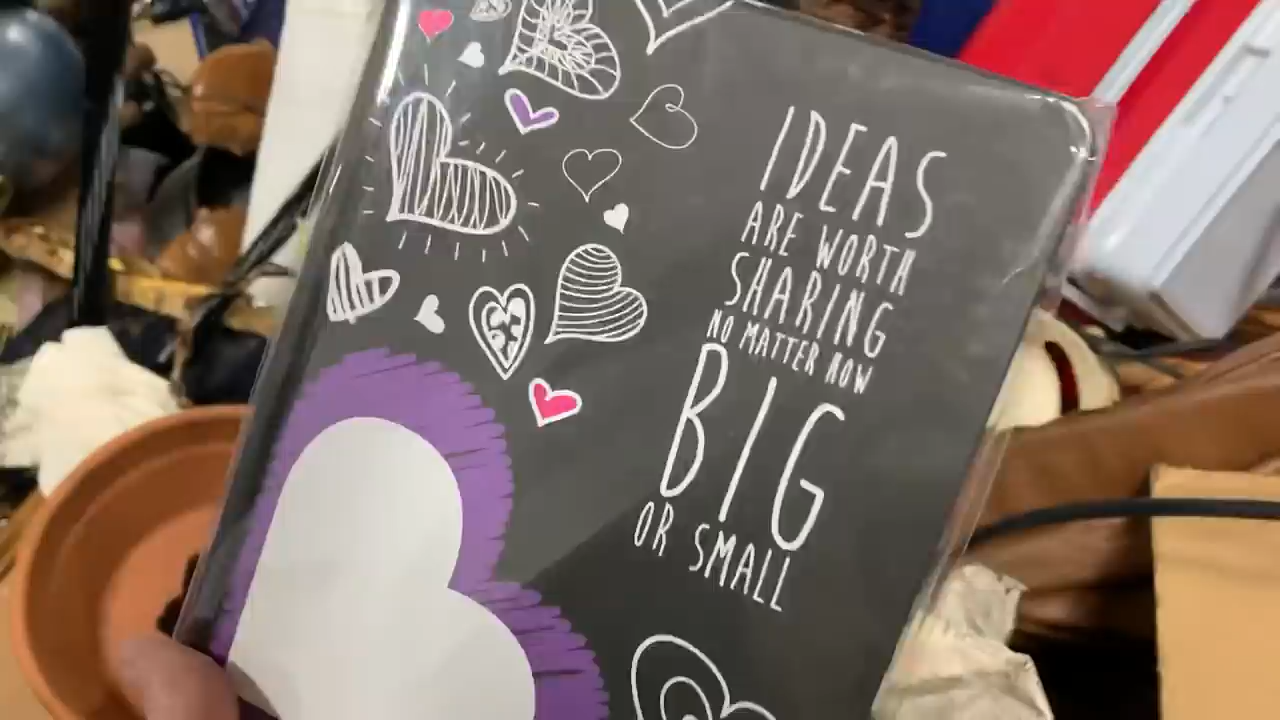 IDEAS
ARE WORTH
SHARING
NO MATTER HOW
BIG
OR SMALL